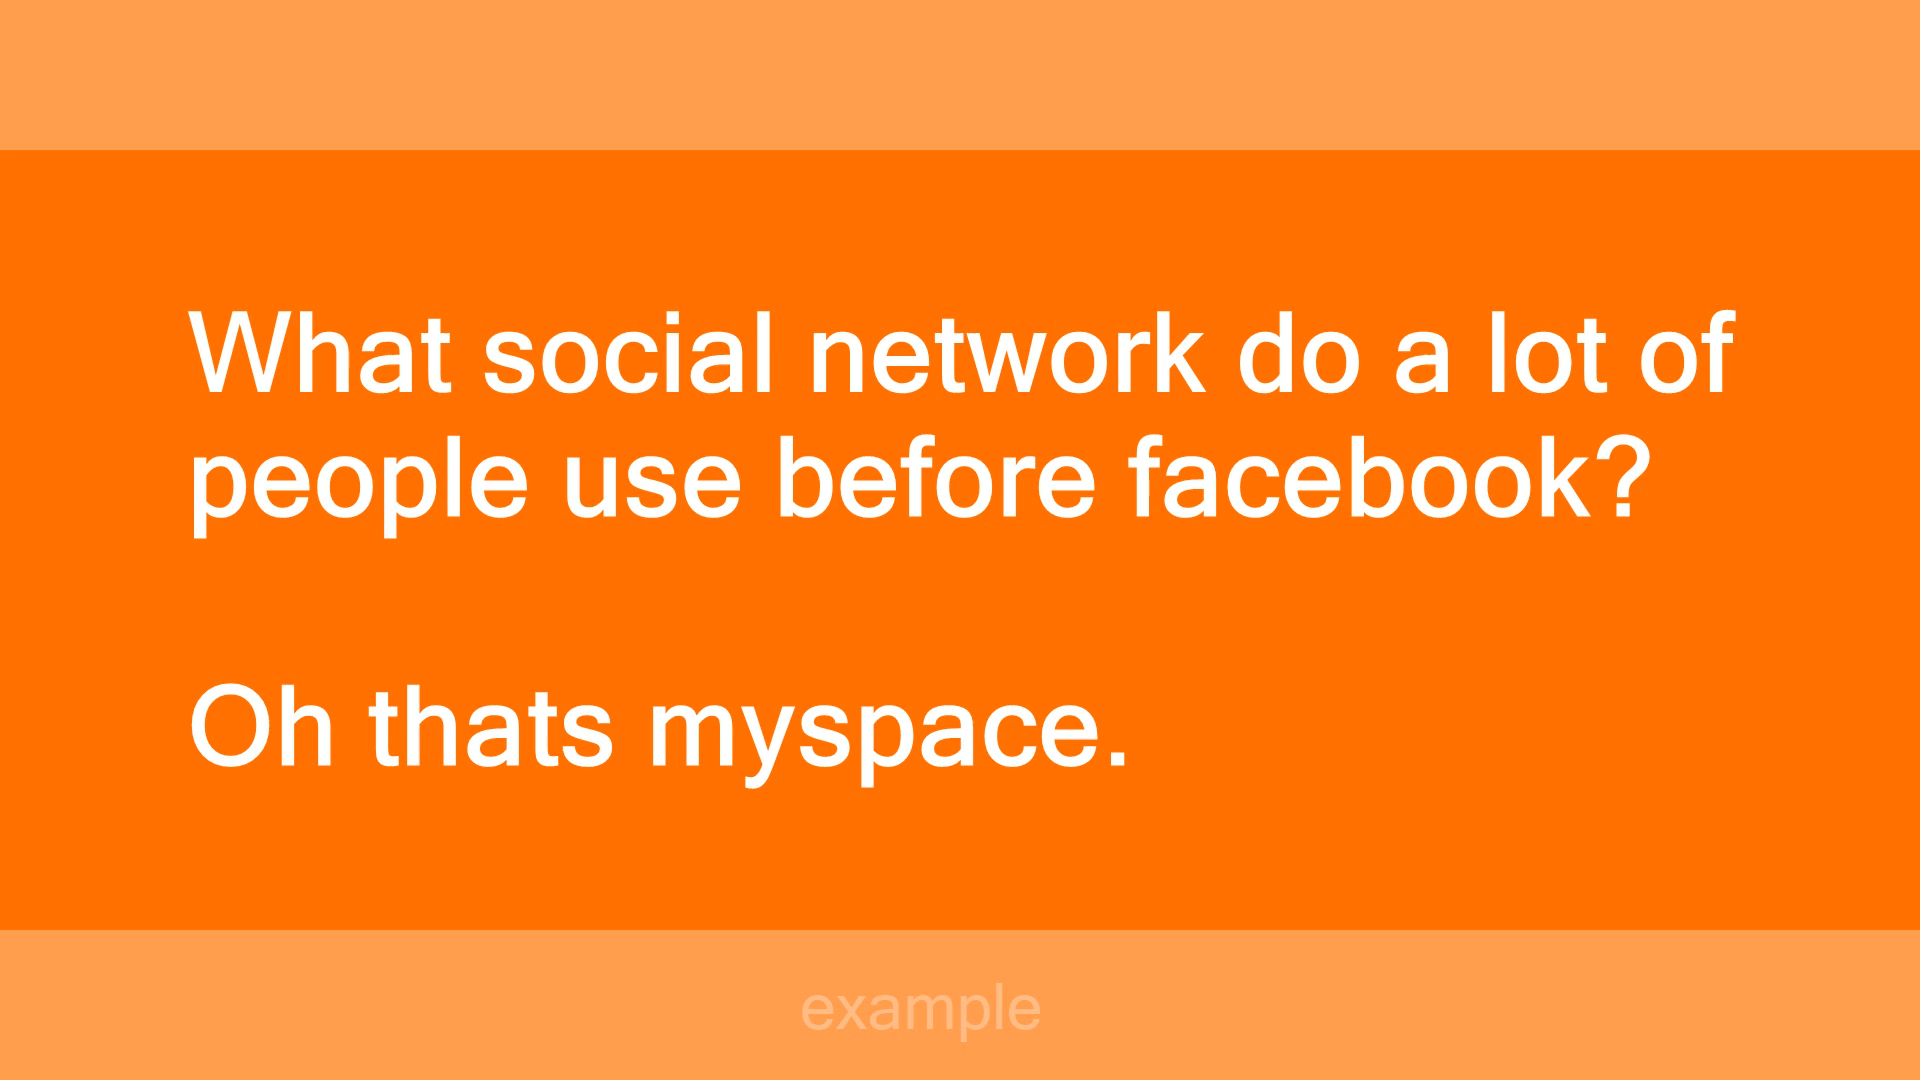 What social network do a lot of
people use before facebook?
Oh thats myspace.
example